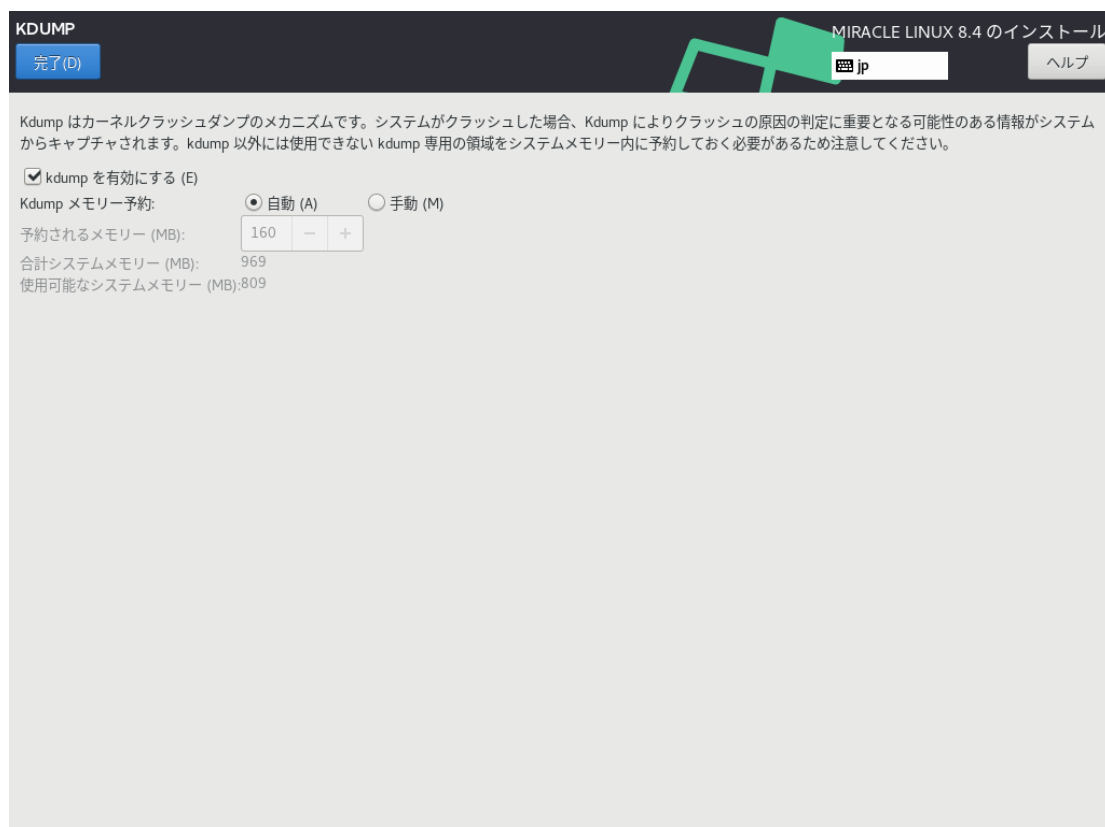 KDUMP
MIRACLE LINUX 8.4 のインストール
完了(D)
jp
ヘルプ
Kdump はカーネルクラッシュダンプのメカニズムです。システムがクラッシュした場合、Kdump によりクラッシュの原因の判定に重要となる可能性のある情報がシステム
からキャプチャされます。kdump 以外には使用できない kdump 専用の領域をシステムメモリー内に予約しておく必要があるため注意してください。
kdump を有効にする (E)
Kdump メモリー予約: 自動 (A) 手動 (M)
予約されるメモリー (MB): 160 − +
合計システムメモリー (MB): 969
使用可能なシステムメモリー (MB):809